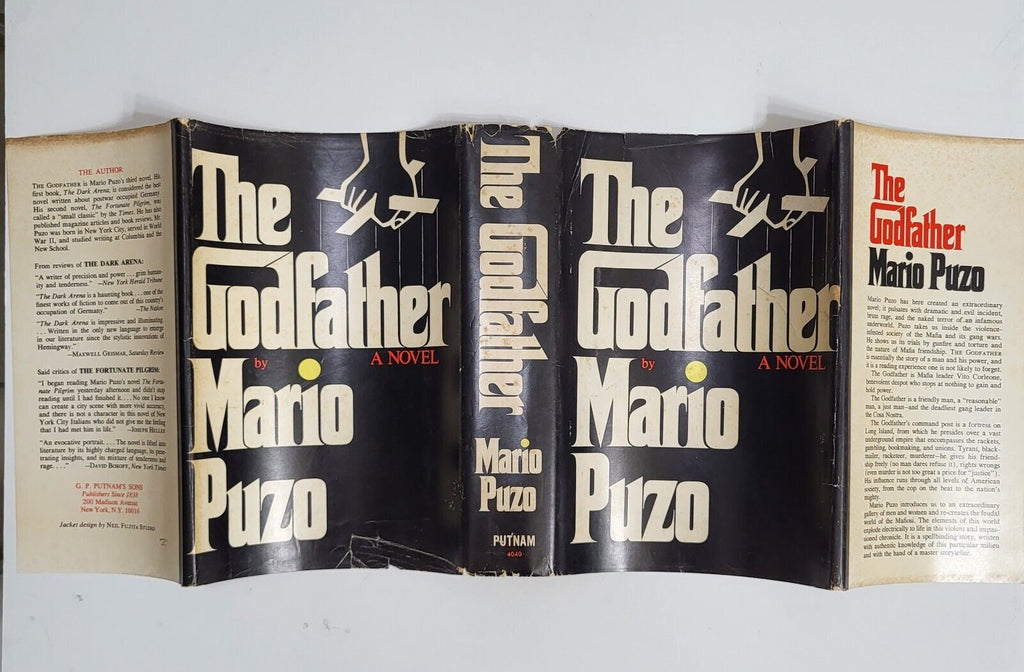 THE AUTHOR
THE GODFATHER is Mario Puzo's third novel. His
first book, The Dark Arena, is considered the best
novel written about postwar occupied Germany.
His second novel, The Fortunate Pilgrim, was
called a "small classic" by the Times. He has also
published magazine articles and book reviews. Mr.
Puzo was born in New York City, served in World
War II, and studied writing at Columbia and the
New School.
From reviews of THE DARK ARENA:
"A writer of precision and power . . . grim human-
ity and tenderness." —New York Herald Tribune
"The Dark Arena is a haunting book . . . one of the
finest works of fiction to come out of this country's
occupation of Germany." —The Nation
"The Dark Arena is impressive and illuminating.
. . . Written in the only new language to emerge
in our literature since the stylistic innovations of
Hemingway."
—MAXWELL GEISMAR, Saturday Review
Said critics of THE FORTUNATE PILGRIM:
"I began reading Mario Puzo's novel The Fortu-
nate Pilgrim yesterday afternoon and didn't stop
reading until I had finished it. . . . No one I know
can create a city scene with more vivid accuracy,
and there is not a character in this novel of New
York City Italians who did not give me the feeling
that I had met him in life." —JOSEPH HELLER
"An evocative portrait. . . . The novel is lifted into
literature by its highly charged language, its pene-
trating insights, and its mixture of tenderness and
rage. . . ." —DAVID BOROFF, New York Times
G. P. PUTNAM'S SONS
Publishers Since 1838
200 Madison Avenue
New York, N.Y. 10016
Jacket design by NEIL FUJITA STUDIO
The
Godfather
by A NOVEL
Mario
Puzo
The Godfather
Mario
Puzo
PUTNAM
4040
The
Godfather
by A NOVEL
Mario
Puzo
The
Godfather
Mario Puzo
Mario Puzo has here created an extraordinary
novel; it pulsates with dramatic and evil incident,
brute rage, and the naked terror of an infamous
underworld. Puzo takes us inside the violence-
infested society of the Mafia and its gang wars.
He shows us its trials by gunfire and torture and
the nature of Mafia friendship. THE GODFATHER
is essentially the story of a man and his power, and
it is a reading experience one is not likely to forget.
The Godfather is Mafia leader Vito Corleone,
benevolent despot who stops at nothing to gain and
hold power.
The Godfather is a friendly man, a "reasonable"
man, a just man—and the deadliest gang leader in
the Cosa Nostra.
The Godfather's command post is a fortress on
Long Island, from which he presides over a vast
underground empire that encompasses the rackets,
gambling, bookmaking, and unions. Tyrant, black-
mailer, racketeer, murderer—he gives his friend-
ship freely (no man dares refuse it), rights wrongs
(even murder is not too great a price for "justice").
His influence runs through all levels of American
society, from the cop on the beat to the nation's
mighty.
Mario Puzo introduces us to an extraordinary
gallery of men and women and re-creates the feudal
world of the Mafiosi. The elements of this world
explode electrically to life in this violent and impas-
sioned chronicle. It is a spellbinding story, written
with authentic knowledge of this particular milieu
and with the hand of a master storyteller.